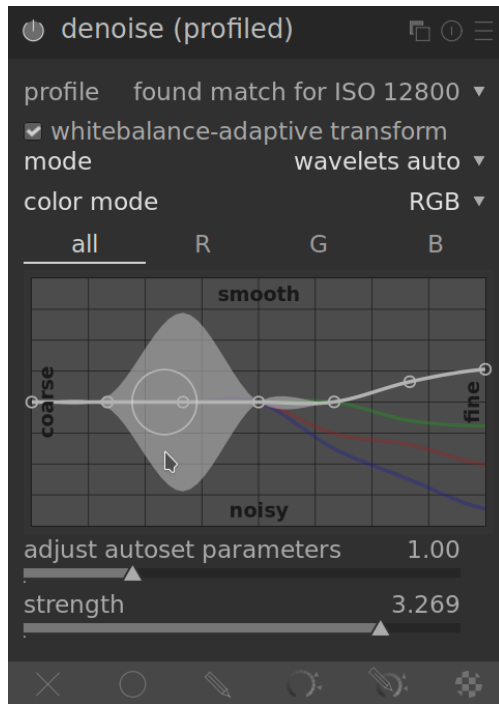 denoise (profiled)
profile found match for ISO 12800
whitebalance-adaptive transform
mode wavelets auto
color mode RGB
all R G B
smooth
coarse
fine
noisy
adjust autoset parameters 1.00
strength 3.269